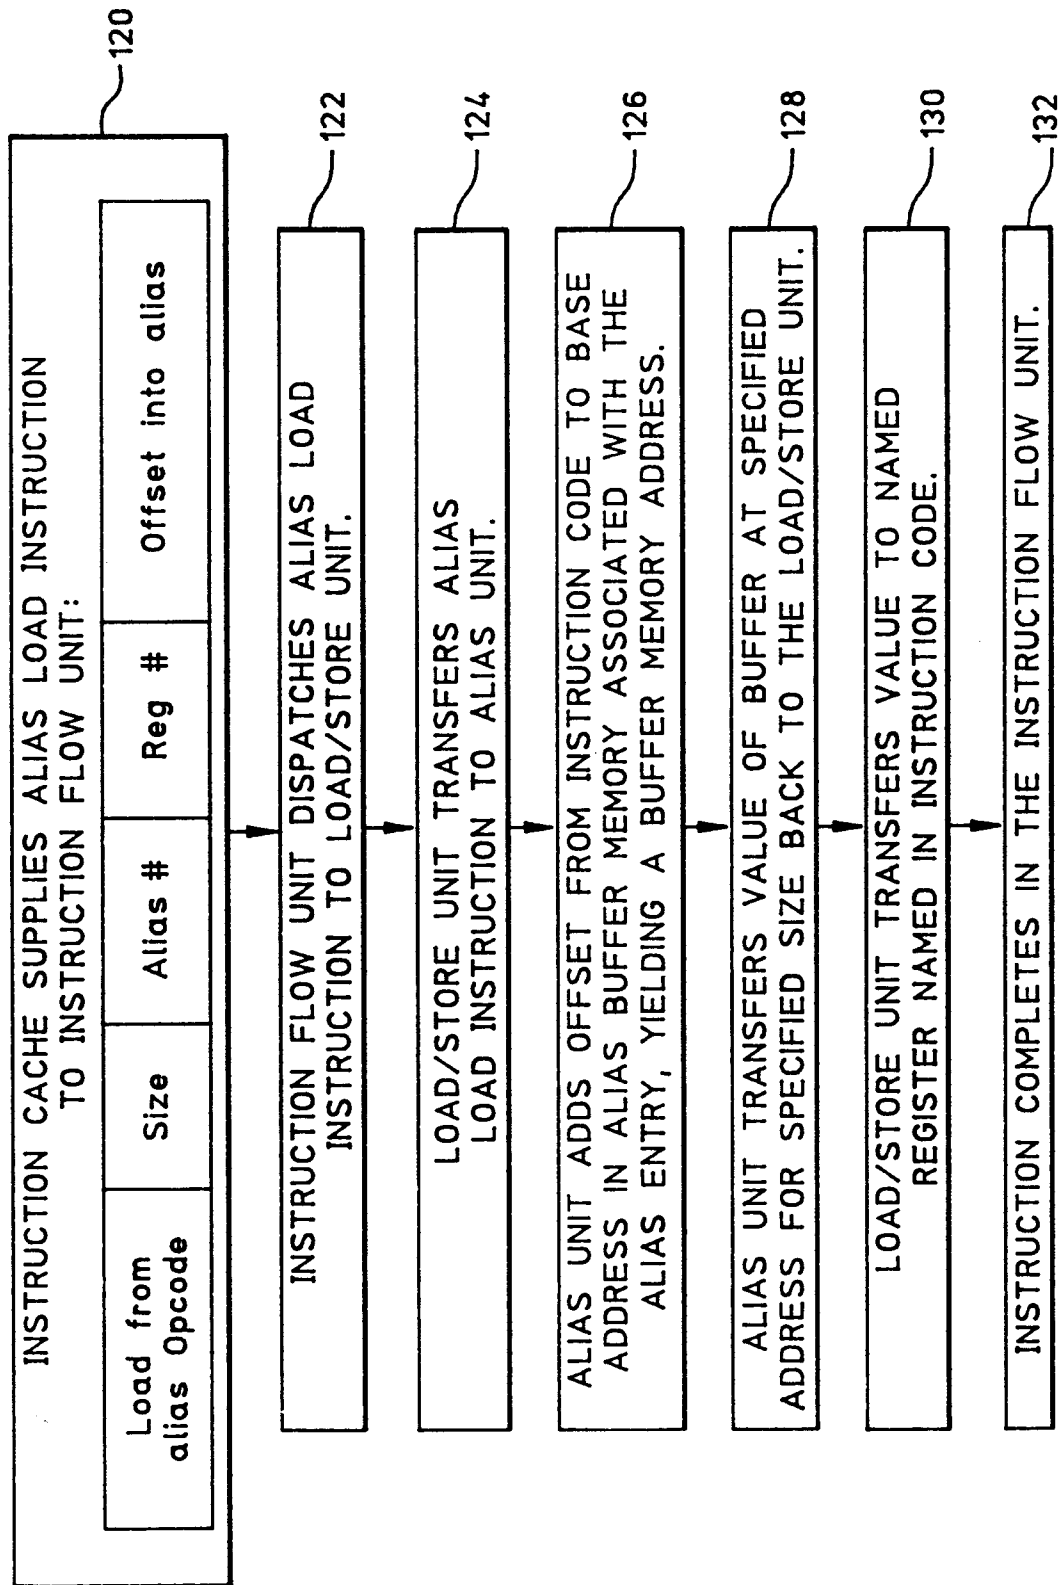 INSTRUCTION CACHE SUPPLIES ALIAS LOAD INSTRUCTION
TO INSTRUCTION FLOW UNIT:
Load from
alias Opcode
Size
Alias #
Reg #
Offset into alias
120
INSTRUCTION FLOW UNIT DISPATCHES ALIAS LOAD
INSTRUCTION TO LOAD/STORE UNIT.
122
LOAD/STORE UNIT TRANSFERS ALIAS
LOAD INSTRUCTION TO ALIAS UNIT.
124
ALIAS UNIT ADDS OFFSET FROM INSTRUCTION CODE TO BASE
ADDRESS IN ALIAS BUFFER MEMORY ASSOCIATED WITH THE
ALIAS ENTRY, YIELDING A BUFFER MEMORY ADDRESS.
126
ALIAS UNIT TRANSFERS VALUE OF BUFFER AT SPECIFIED
ADDRESS FOR SPECIFIED SIZE BACK TO THE LOAD/STORE UNIT.
128
LOAD/STORE UNIT TRANSFERS VALUE TO NAMED
REGISTER NAMED IN INSTRUCTION CODE.
130
INSTRUCTION COMPLETES IN THE INSTRUCTION FLOW UNIT.
132